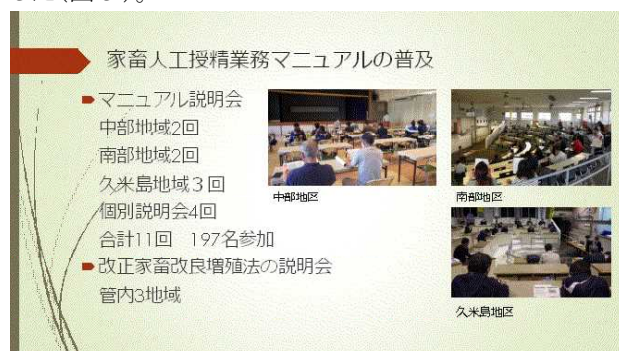 家畜人工授精業務マニュアルの普及
マニュアル説明会
中部地域2回
南部地域2回
久米島地域３回
個別説明会4回
合計11回 197名参加
改正家畜改良増殖法の説明会
管内3地域
中部地区
南部地区
久米島地区